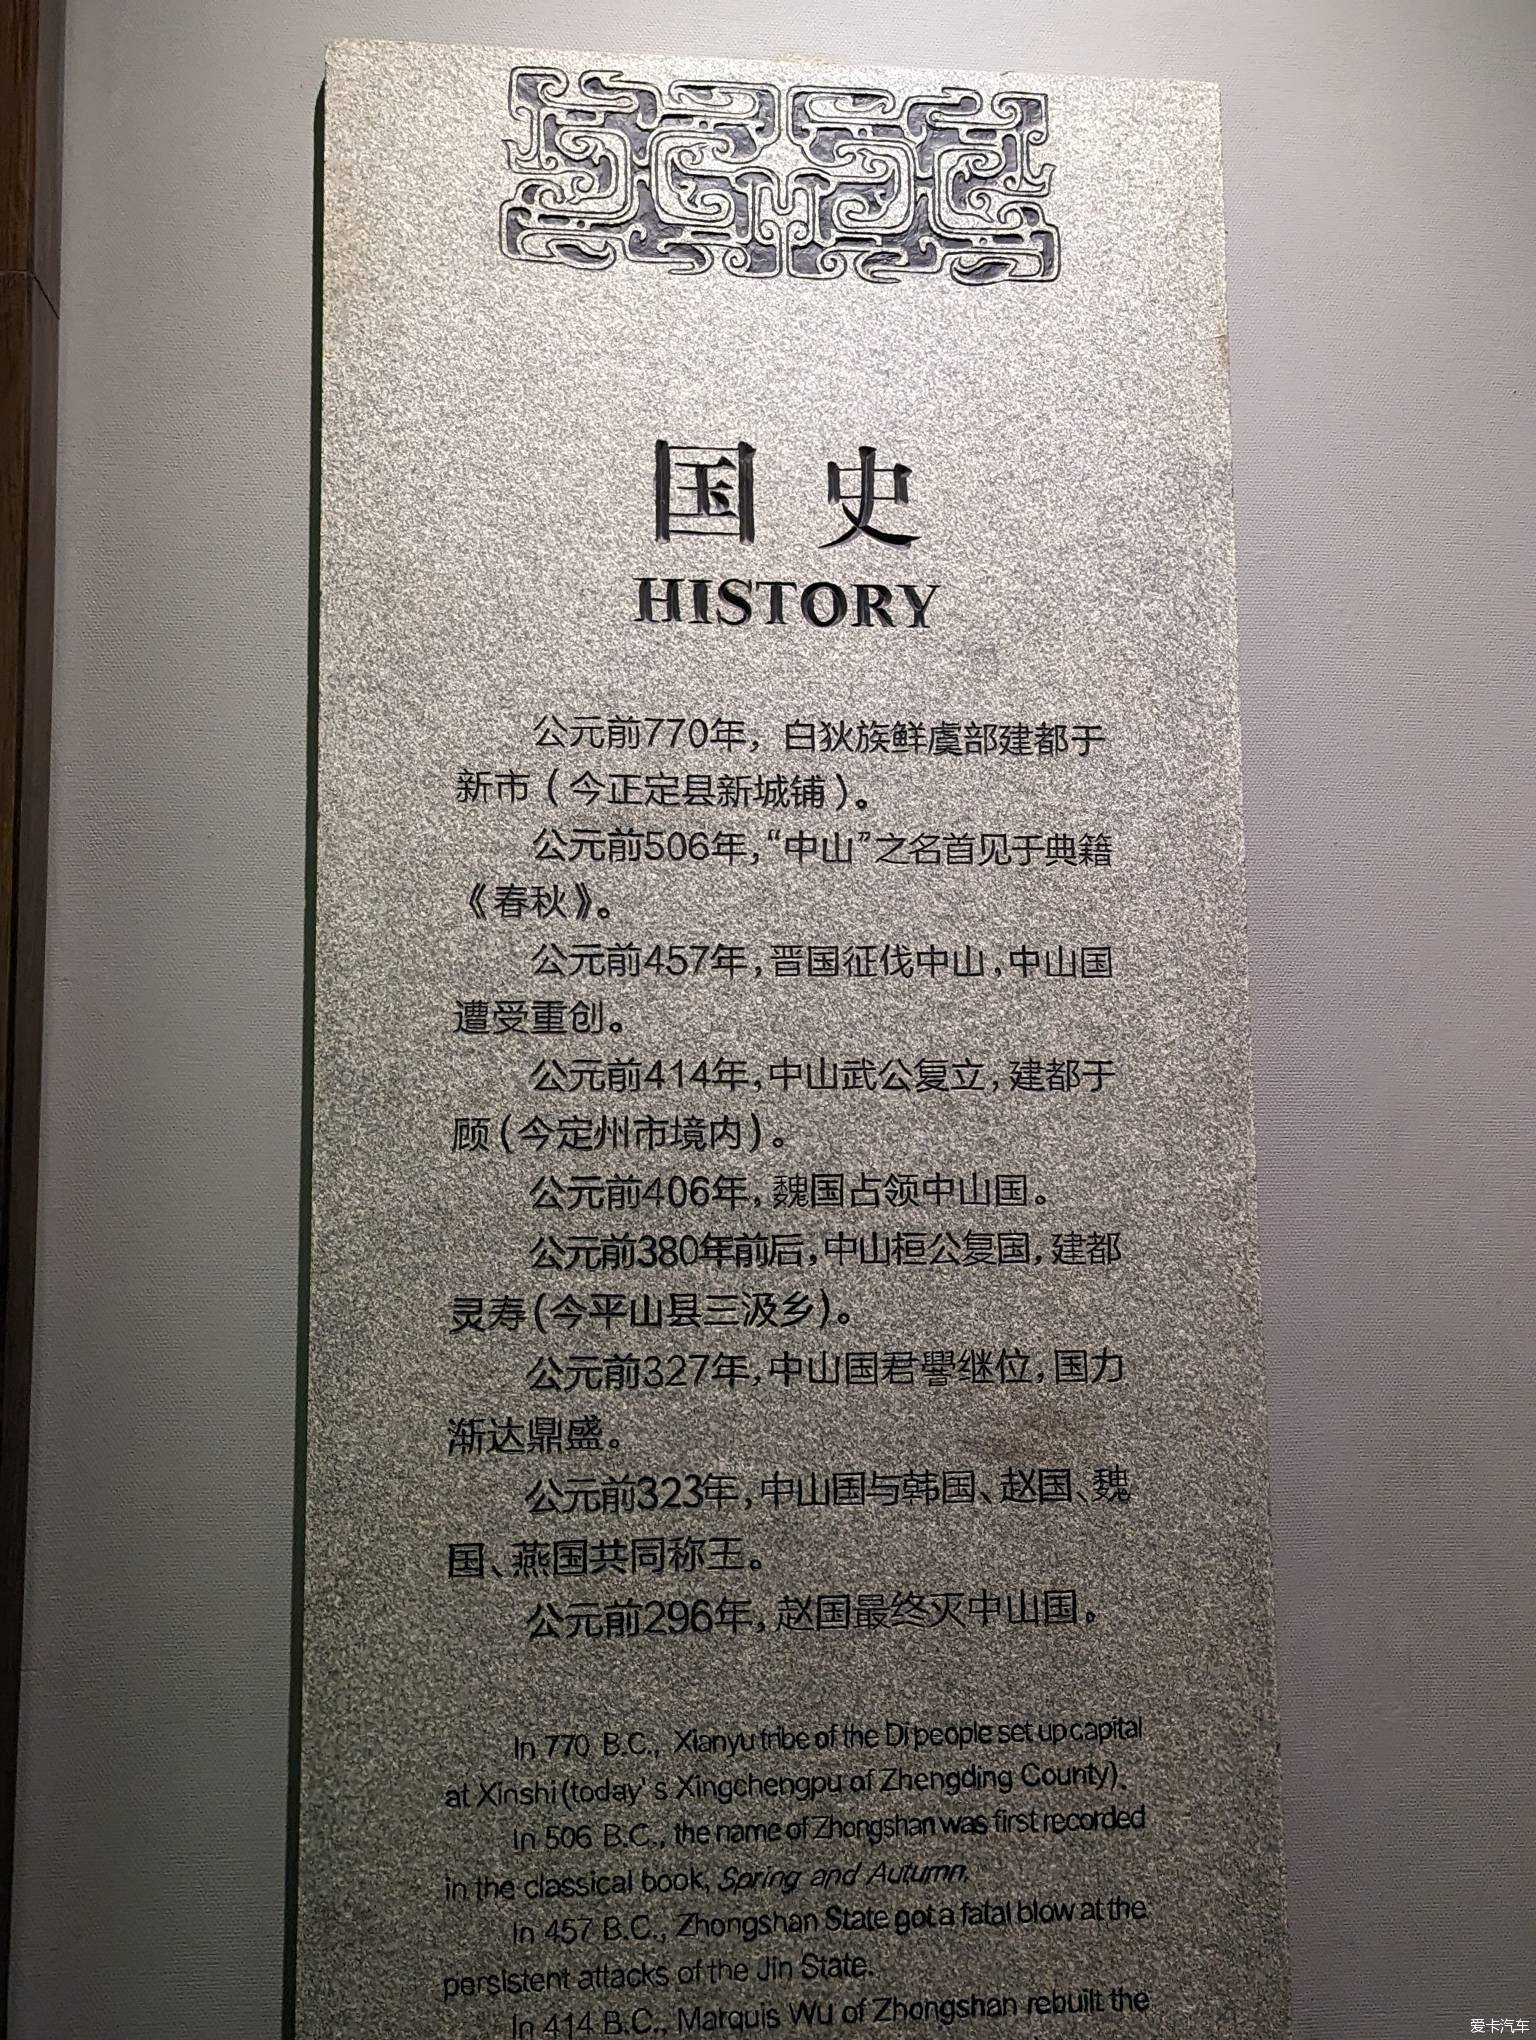 国史
HISTORY
公元前770年，白狄族鲜虞部建都于
新市（今正定县新城铺）。
公元前506年，“中山”之名首见于典籍
《春秋》。
公元前457年，晋国征伐中山，中山国
遭受重创。
公元前414年，中山武公复立，建都于
顾（今定州市境内）。
公元前406年，魏国占领中山国。
公元前380年前后，中山桓公复国，建都
灵寿（今平山县三汲乡）。
公元前327年，中山国君𰷾继位，国力
渐达鼎盛。
公元前323年，中山国与韩国、赵国、魏
国、燕国共同称王。
公元前296年，赵国最终灭中山国。
In 770 B.C., Xianyu tribe of the Di people set up capital
at Xinshi (today's Xingchengpu of Zhengding County).
In 506 B.C., the name of Zhongshan was first recorded
in the classical book, Spring and Autumn.
In 457 B.C., Zhongshan State got a fatal blow at the
persistent attacks of the Jin State.
In 414 B.C., Marquis Wu of Zhongshan rebuilt the
爱卡汽车